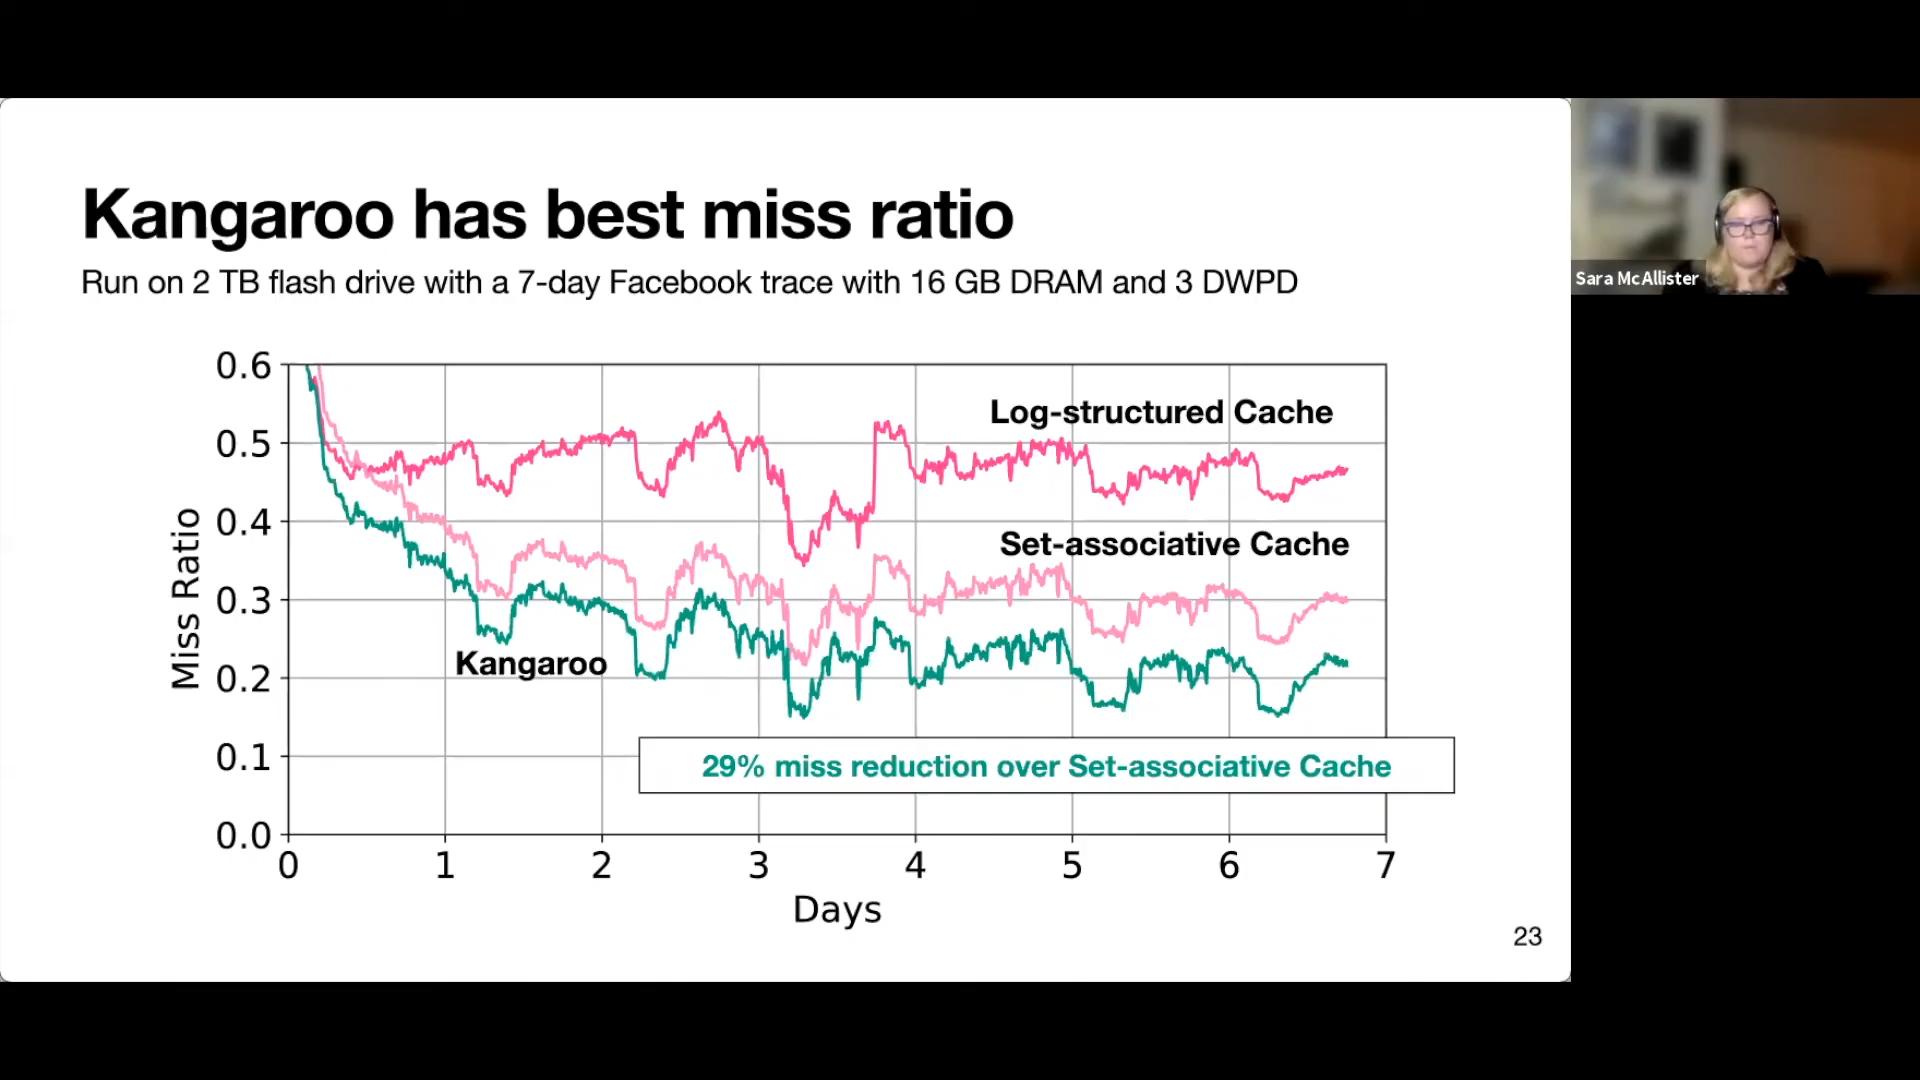 Kangaroo has best miss ratio
Run on 2 TB flash drive with a 7-day Facebook trace with 16 GB DRAM and 3 DWPD
Sara McAllister
0.6
0.5
0.4
0.3
0.2
0.1
0.0
Miss Ratio
Log-structured Cache
Set-associative Cache
Kangaroo
29% miss reduction over Set-associative Cache
0 1 2 3 4 5 6 7
Days
23